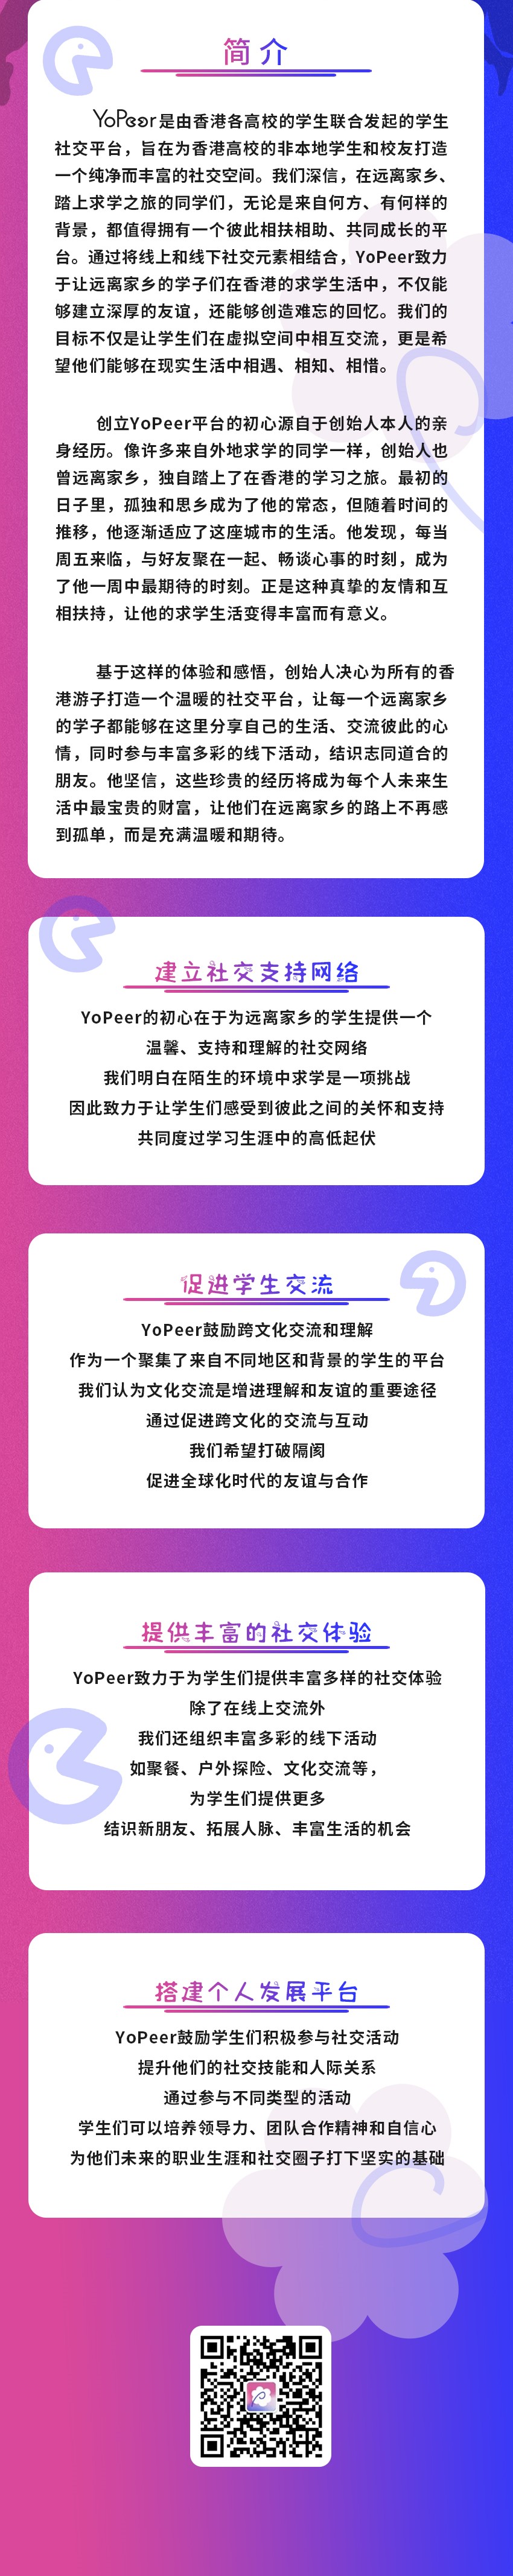 简介
YoPeer是由香港各高校的学生联合发起的学生
社交平台，旨在为香港高校的非本地学生和校友打造
一个纯净而丰富的社交空间。我们深信，在远离家乡、
踏上求学之旅的同学们，无论是来自何方、有何样的
背景，都值得拥有一个彼此相扶相助、共同成长的平
台。通过将线上和线下社交元素相结合，YoPeer致力
于让远离家乡的学子们在香港的求学生活中，不仅能
够建立深厚的友谊，还能够创造难忘的回忆。我们的
目标不仅是让学生们在虚拟空间中相互交流，更是希
望他们能够在现实生活中相遇、相知、相惜。
创立YoPeer平台的初心源自于创始人本人的亲
身经历。像许多来自外地求学的同学一样，创始人也
曾远离家乡，独自踏上了在香港的学习之旅。最初的
日子里，孤独和思乡成为了他的常态，但随着时间的
推移，他逐渐适应了这座城市的生活。他发现，每当
周五来临，与好友聚在一起、畅谈心事的时刻，成为
了他一周中最期待的时刻。正是这种真挚的友情和互
相扶持，让他的求学生活变得丰富而有意义。
基于这样的体验和感悟，创始人决心为所有的香
港游子打造一个温暖的社交平台，让每一个远离家乡
的学子都能够在这里分享自己的生活、交流彼此的心
情，同时参与丰富多彩的线下活动，结识志同道合的
朋友。他坚信，这些珍贵的经历将成为每个人未来生
活中最宝贵的财富，让他们在远离家乡的路上不再感
到孤单，而是充满温暖和期待。
建立社交支持网络
YoPeer的初心在于为远离家乡的学生提供一个
温馨、支持和理解的社交网络
我们明白在陌生的环境中求学是一项挑战
因此致力于让学生们感受到彼此之间的关怀和支持
共同度过学习生涯中的高低起伏
促进学生交流
YoPeer鼓励跨文化交流和理解
作为一个聚集了来自不同地区和背景的学生的平台
我们认为文化交流是增进理解和友谊的重要途径
通过促进跨文化的交流与互动
我们希望打破隔阂
促进全球化时代的友谊与合作
提供丰富的社交体验
YoPeer致力于为学生们提供丰富多样的社交体验
除了在线上交流外
我们还组织丰富多彩的线下活动
如聚餐、户外探险、文化交流等，
为学生们提供更多
结识新朋友、拓展人脉、丰富生活的机会
搭建个人发展平台
YoPeer鼓励学生们积极参与社交活动
提升他们的社交技能和人际关系
通过参与不同类型的活动
学生们可以培养领导力、团队合作精神和自信心
为他们未来的职业生涯和社交圈子打下坚实的基础